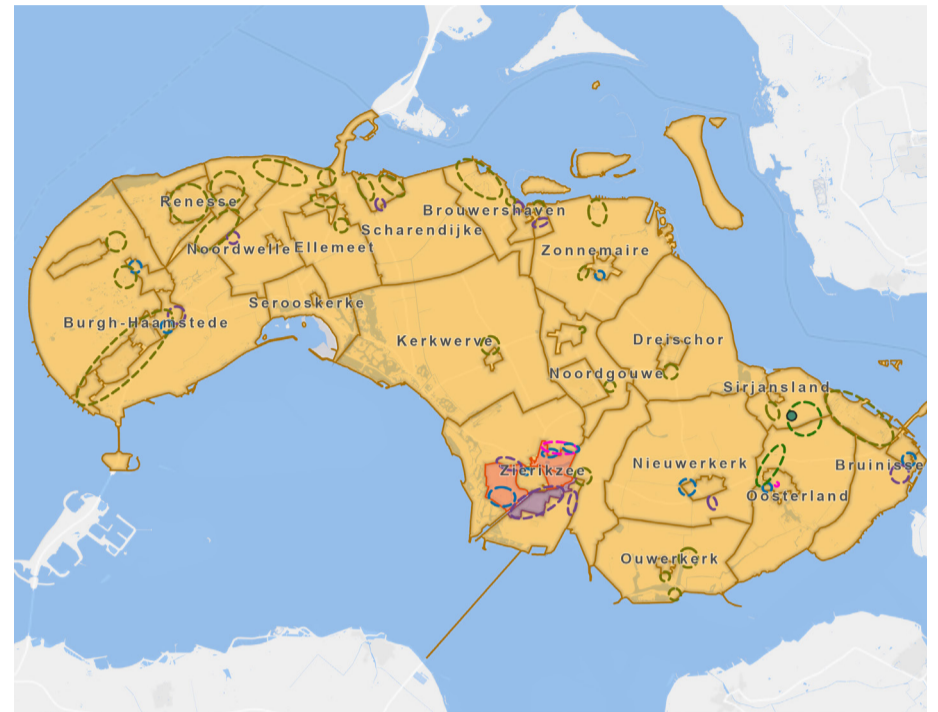 Renesse
Brouwershaven
Scharendijke
Noordwelle
Ellemeet
Zonnemaire
Serooskerke
Burgh-Haamstede
Kerkwerve
Dreischor
Noordgouwe
Sirjansland
Zierikzee
Nieuwerkerk
Bruinisse
Oosterland
Ouwerkerk